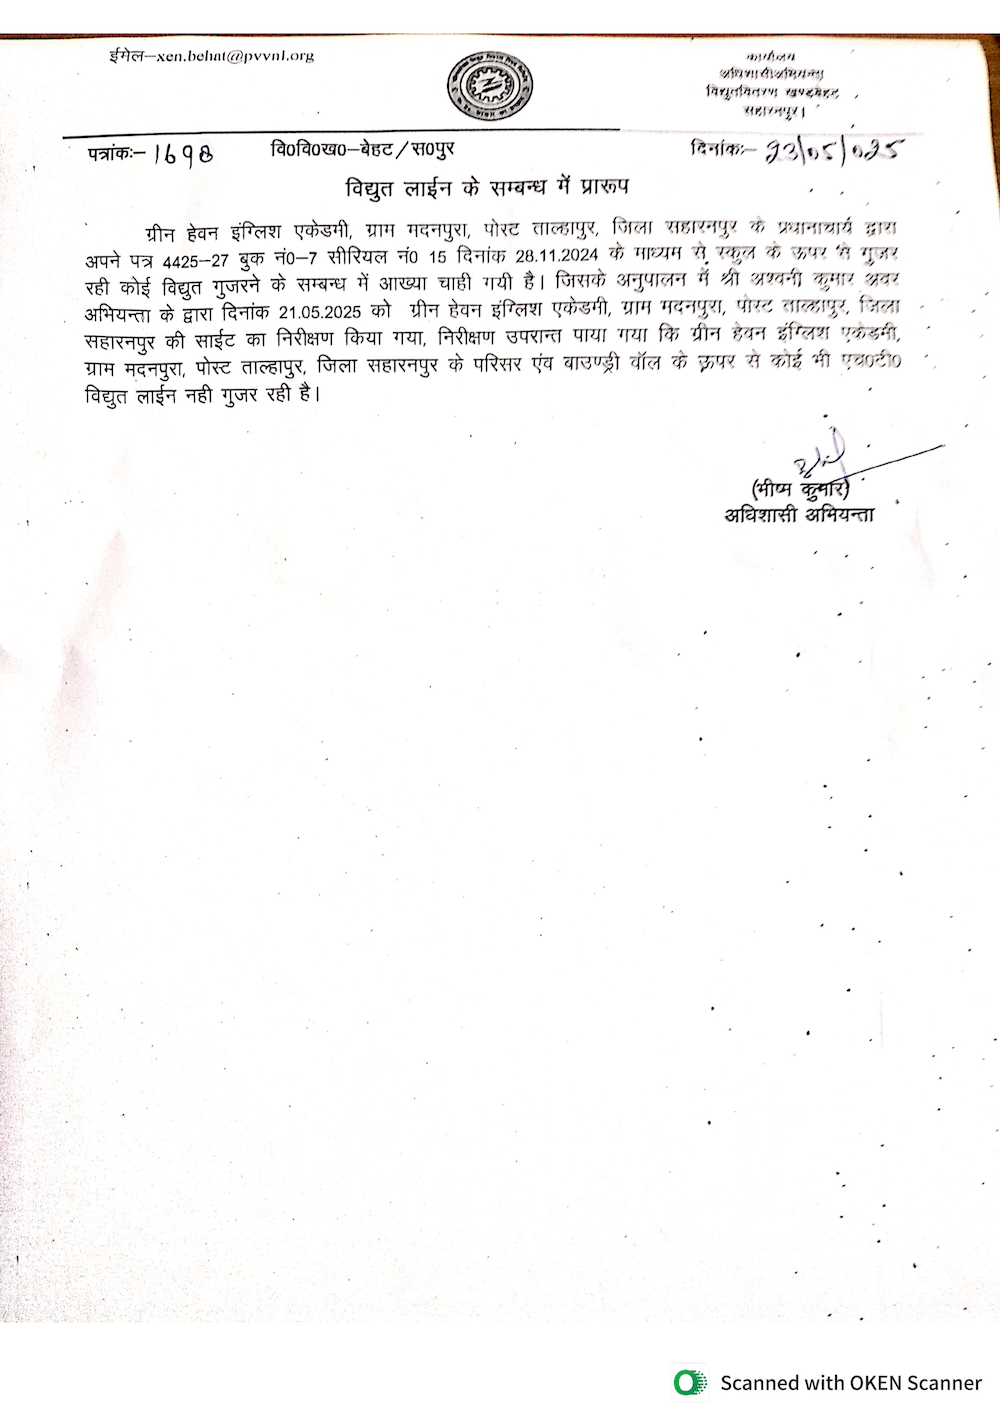 ईमेल–xen.behat@pvvnl.org
कार्यालय
अधिशासीअभियन्ता
विद्युतवितरण खण्डबेहट
सहारनपुर।
पत्रांकः– 1698 वि0वि0ख0–बेहट/स0पुर दिनांकः– 23/05/025
विद्युत लाईन के सम्बन्ध में प्रारूप
ग्रीन हेवन इंग्लिश एकेडमी, ग्राम मदनपुरा, पोस्ट ताल्हापुर, जिला सहारनपुर के प्रधानाचार्य द्वारा
अपने पत्र 4425–27 बुक नं0–7 सीरियल नं0 15 दिनांक 28.11.2024 के माध्यम से स्कूल के ऊपर से गुजर
रही कोई विद्युत गुजरने के सम्बन्ध में आख्या चाही गयी है। जिसके अनुपालन में श्री अश्वनी कुमार अवर
अभियन्ता के द्वारा दिनांक 21.05.2025 को ग्रीन हेवन इंग्लिश एकेडमी, ग्राम मदनपुरा, पोस्ट ताल्हापुर, जिला
सहारनपुर की साईट का निरीक्षण किया गया, निरीक्षण उपरान्त पाया गया कि ग्रीन हेवन इंग्लिश एकेडमी,
ग्राम मदनपुरा, पोस्ट ताल्हापुर, जिला सहारनपुर के परिसर एंव बाउण्ड्री वॉल के ऊपर से कोई भी एच0टी0
विद्युत लाईन नही गुजर रही है।
(भीष्म कुमार)
अधिशासी अभियन्ता
Scanned with OKEN Scanner